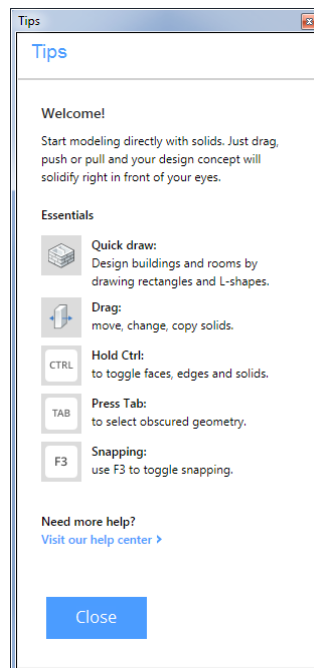 Tips
Tips
Welcome!
Start modeling directly with solids. Just drag,
push or pull and your design concept will
solidify right in front of your eyes.
Essentials
Quick draw:
Design buildings and rooms by
drawing rectangles and L-shapes.
Drag:
move, change, copy solids.
CTRL
Hold Ctrl:
to toggle faces, edges and solids.
TAB
Press Tab:
to select obscured geometry.
F3
Snapping:
use F3 to toggle snapping.
Need more help?
Visit our help center >
Close